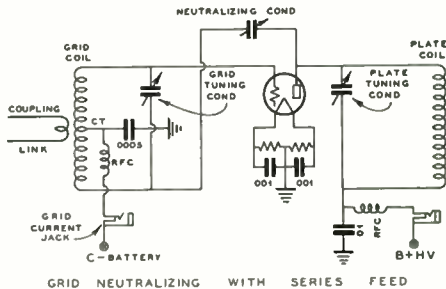 NEUTRALIZING COND
GRID
COIL
PLATE
COIL
GRID
TUNING
COND
PLATE
TUNING
COND
COUPLING
LINK
CT
.0005
RFC
.001
.001
GRID
CURRENT
JACK
C-BATTERY
.01
RFC
B+HV
GRID NEUTRALIZING WITH SERIES FEED